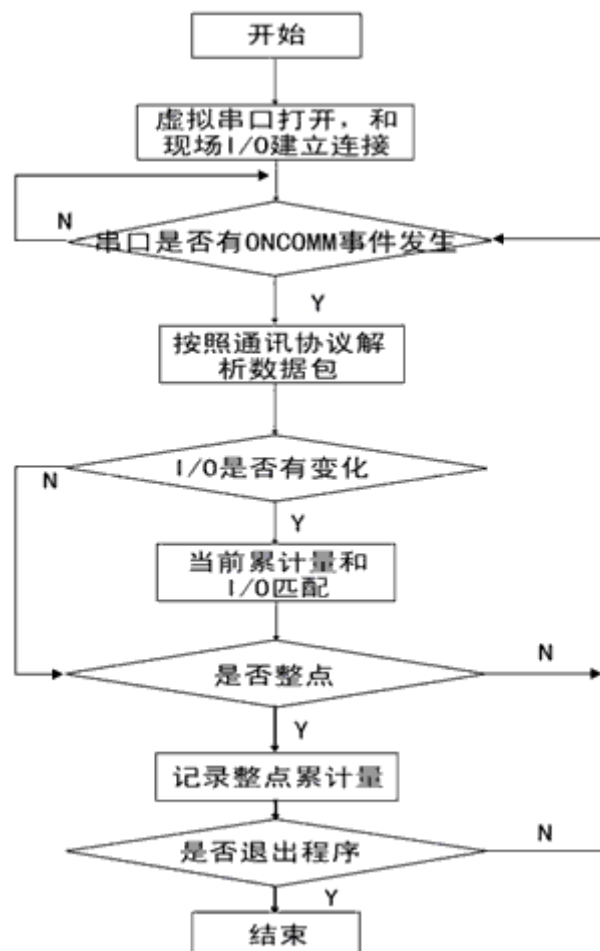 开始
虚拟串口打开，和
现场I/O建立连接
N
串口是否有ONCOMM事件发生
Y
按照通讯协议解
析数据包
I/O是否有变化
N
Y
当前累计量和
I/O匹配
是否整点
N
Y
记录整点累计量
是否退出程序
N
Y
结束